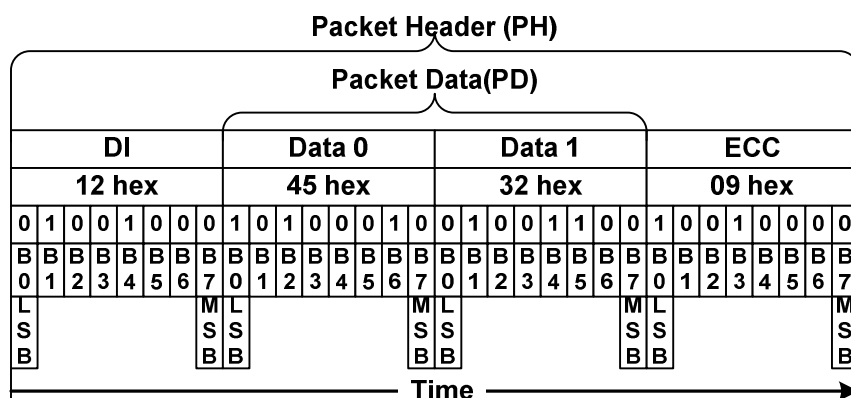 Packet Header (PH)
Packet Data(PD)
DI Data 0 Data 1 ECC
12 hex 45 hex 32 hex 09 hex
0 1 0 0 1 0 0 0 1 0 1 0 0 0 1 0 0 1 0 0 1 1 0 0 1 0 0 1 0 0 0 0
B0 B1 B2 B3 B4 B5 B6 B7 B0 B1 B2 B3 B4 B5 B6 B7 B0 B1 B2 B3 B4 B5 B6 B7 B0 B1 B2 B3 B4 B5 B6 B7
LSB MSB LSB MSB LSB MSB LSB MSB
Time